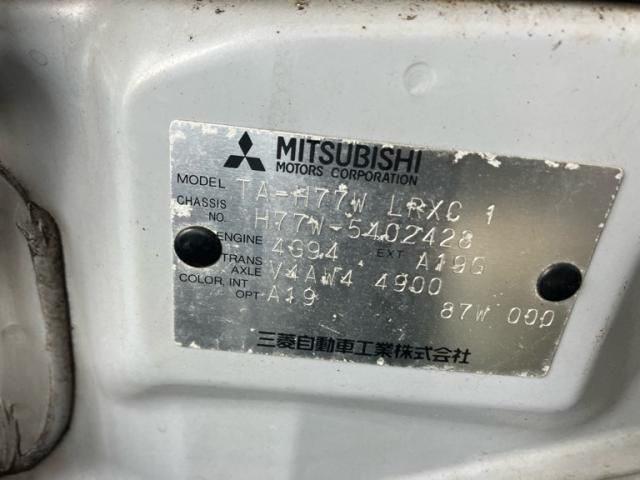 MITSUBISHI
MOTORS CORPORATION
MODEL TA-H77W LRXC 1
CHASSIS NO. H77W-5402428
ENGINE 4G94 EXT A19G
TRANS AXLE V4AW4 4900
COLOR, INT OPT A19 87W 000
三菱自動車工業株式会社